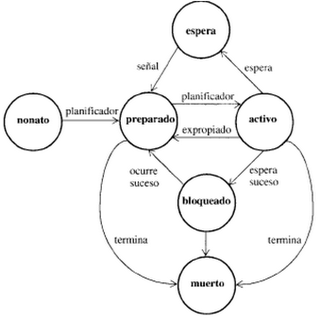 espera
señal
espera
planificador
planificador
nonato
preparado
activo
expropiado
ocurre
suceso
espera
suceso
bloqueado
termina
termina
muerto